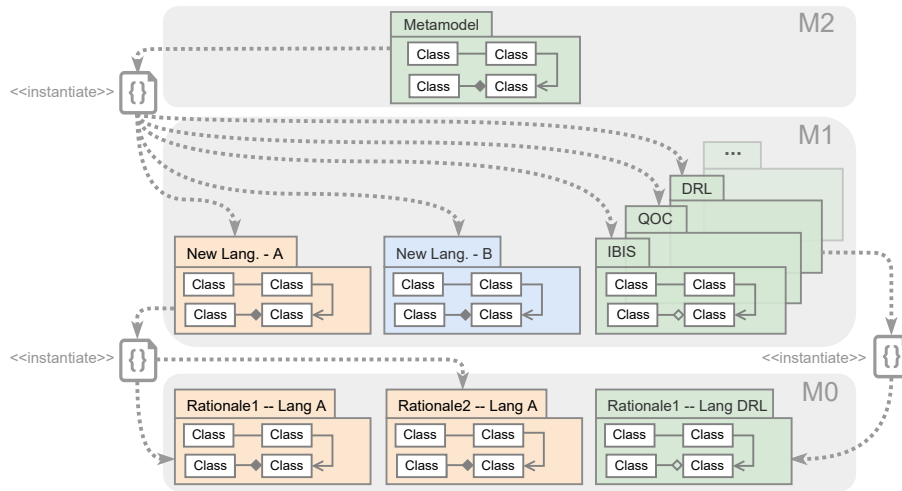 M2
Metamodel
Class Class
Class Class
{}
<<instantiate>>
M1
...
DRL
QOC
New Lang. - A
New Lang. - B
IBIS
Class Class
Class Class
Class Class
Class Class
Class Class
Class Class
<<instantiate>>
{}
<<instantiate>>
{}
M0
Rationale1 -- Lang A
Rationale2 -- Lang A
Rationale1 -- Lang DRL
Class Class
Class Class
Class Class
Class Class
Class Class
Class Class